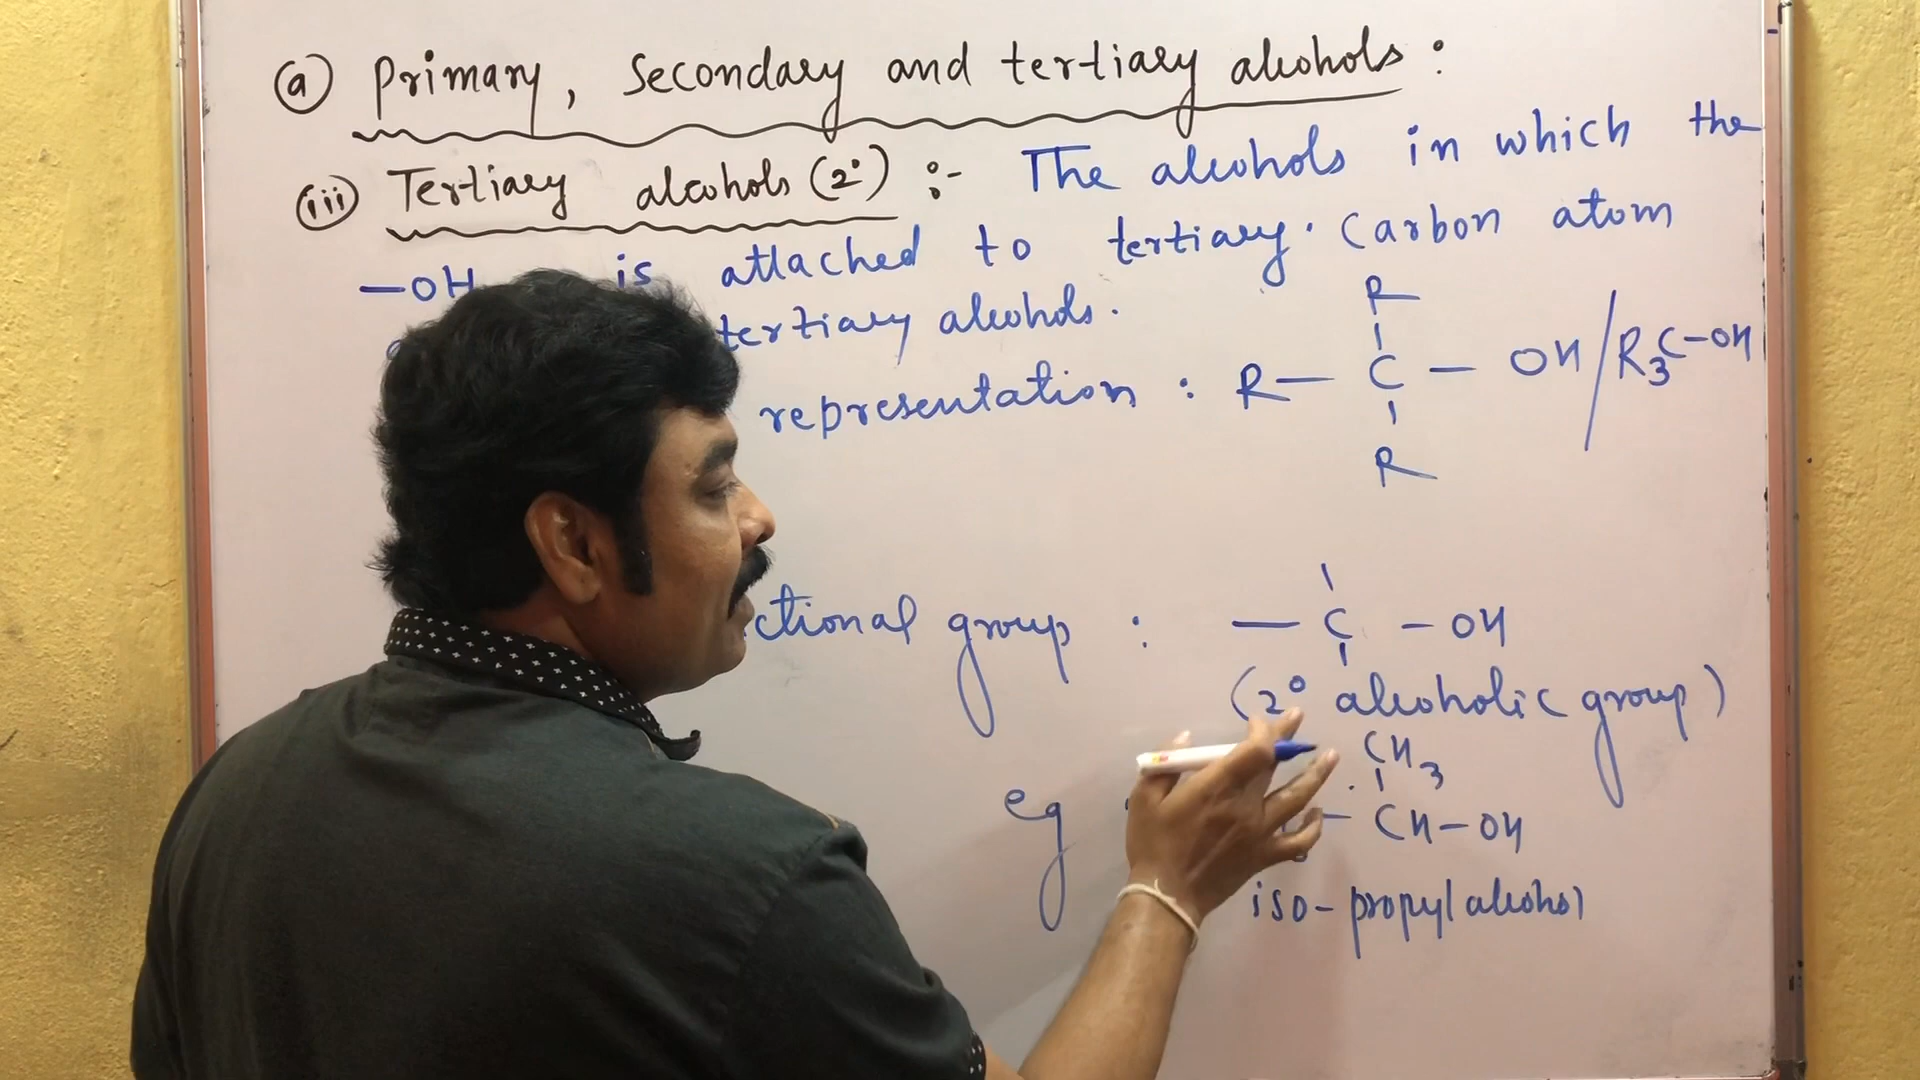 (a) Primary, Secondary and tertiary alcohols :
(iii) Tertiary alcohols (2°) :- The alcohols in which the
-OH is attached to tertiary. Carbon atom
tertiary alcohols.
representation : R - C - OH / R3C-OH
R
R
ctional group : - C - OH
(2° alcoholic group)
CH3
eg - CH-OH
iso-propyl alcohol